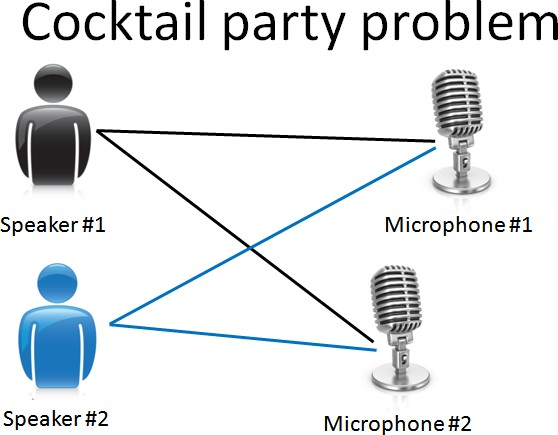 Cocktail party problem
Speaker #1
Microphone #1
Speaker #2
Microphone #2